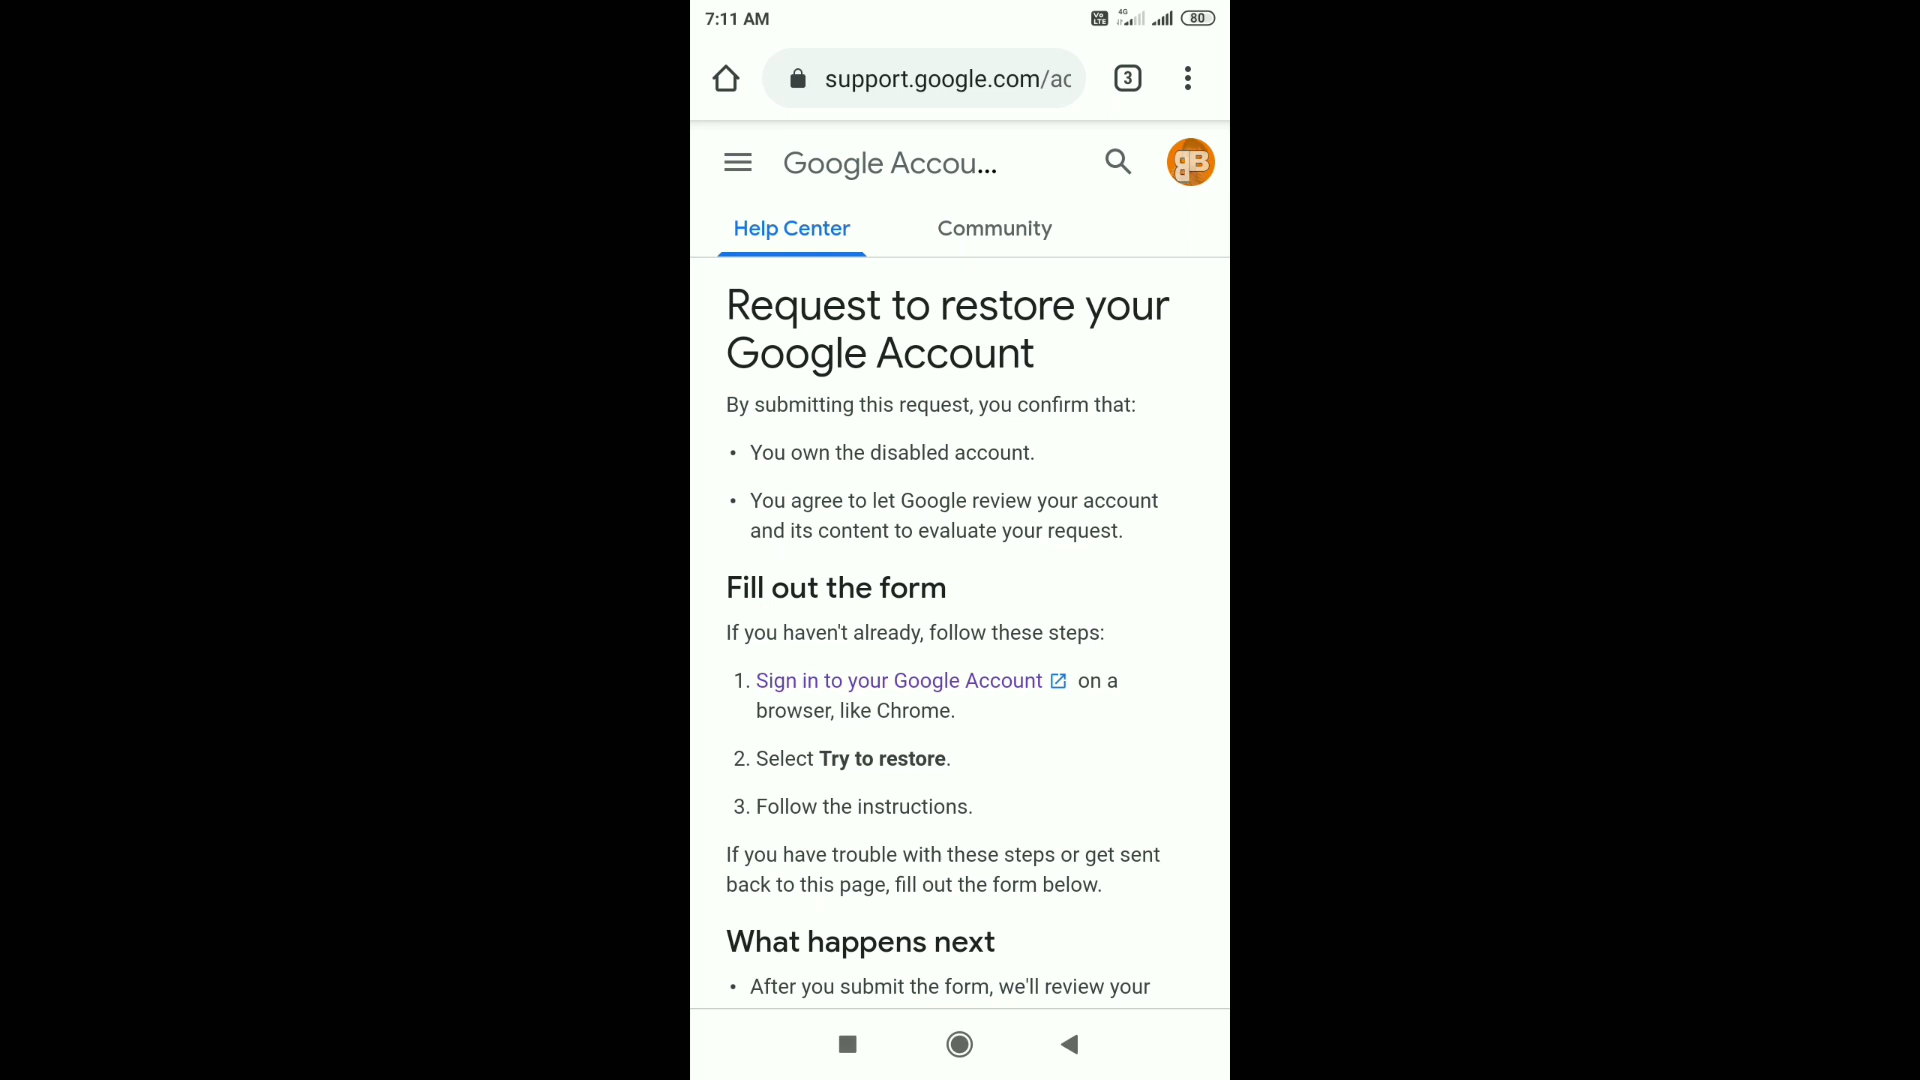 7:11 AM
Vo LTE 4G 80
support.google.com/ac
3
Google Accou...
BB
Help Center Community
Request to restore your
Google Account
By submitting this request, you confirm that:
• You own the disabled account.
• You agree to let Google review your account
and its content to evaluate your request.
Fill out the form
If you haven't already, follow these steps:
1. Sign in to your Google Account on a
browser, like Chrome.
2. Select Try to restore.
3. Follow the instructions.
If you have trouble with these steps or get sent
back to this page, fill out the form below.
What happens next
• After you submit the form, we'll review your